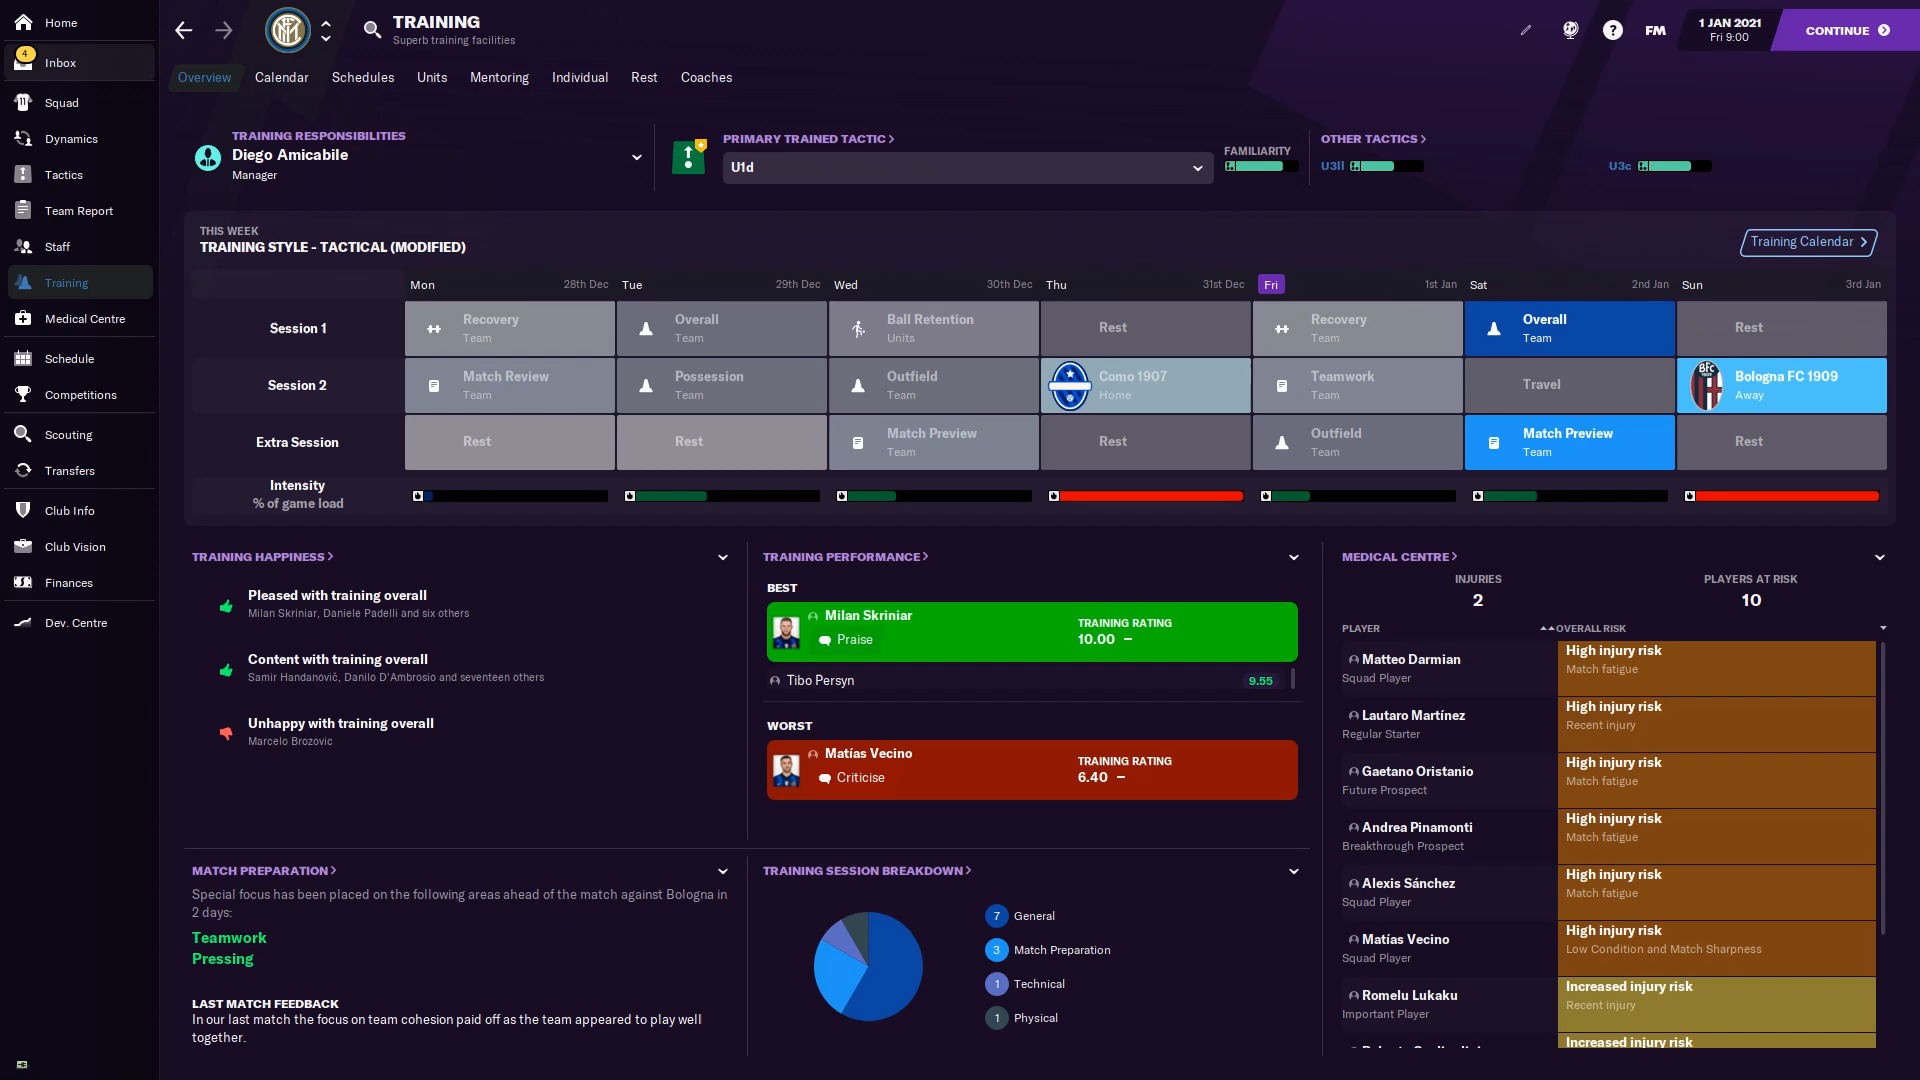 Home
4
Inbox
Squad
Dynamics
Tactics
Team Report
Staff
Training
Medical Centre
Schedule
Competitions
Scouting
Transfers
Club Info
Club Vision
Finances
Dev. Centre
TRAINING
Superb training facilities
FM
1 JAN 2021
Fri 9:00
CONTINUE
Overview Calendar Schedules Units Mentoring Individual Rest Coaches
TRAINING RESPONSIBILITIES
Diego Amicabile
Manager
PRIMARY TRAINED TACTIC
U1d
FAMILIARITY
OTHER TACTICS
U3ll
U3c
THIS WEEK
TRAINING STYLE - TACTICAL (MODIFIED)
Training Calendar
Mon 28th Dec Tue 29th Dec Wed 30th Dec Thu 31st Dec Fri 1st Jan Sat 2nd Jan Sun 3rd Jan
Session 1
Recovery
Team
Overall
Team
Ball Retention
Units
Rest
Recovery
Team
Overall
Team
Rest
Session 2
Match Review
Team
Possession
Team
Outfield
Team
Como 1907
Home
Teamwork
Team
Travel
BFC
1909
Bologna FC 1909
Away
Extra Session
Rest
Rest
Match Preview
Team
Rest
Outfield
Team
Match Preview
Team
Rest
Intensity
% of game load
TRAINING HAPPINESS
Pleased with training overall
Milan Skriniar, Daniele Padelli and six others
Content with training overall
Samir Handanovič, Danilo D'Ambrosio and seventeen others
Unhappy with training overall
Marcelo Brozovic
TRAINING PERFORMANCE
BEST
Milan Skriniar
Praise
TRAINING RATING
10.00 –
Tibo Persyn 9.55
WORST
Matías Vecino
Criticise
TRAINING RATING
6.40 –
MEDICAL CENTRE
INJURIES
2
PLAYERS AT RISK
10
PLAYER OVERALL RISK
Matteo Darmian
Squad Player
High injury risk
Match fatigue
Lautaro Martínez
Regular Starter
High injury risk
Recent injury
Gaetano Oristanio
Future Prospect
High injury risk
Match fatigue
Andrea Pinamonti
Breakthrough Prospect
High injury risk
Match fatigue
Alexis Sánchez
Squad Player
High injury risk
Match fatigue
Matías Vecino
Squad Player
High injury risk
Low Condition and Match Sharpness
Romelu Lukaku
Important Player
Increased injury risk
Recent injury
Increased injury risk
MATCH PREPARATION
Special focus has been placed on the following areas ahead of the match against Bologna in
2 days:
Teamwork
Pressing
LAST MATCH FEEDBACK
In our last match the focus on team cohesion paid off as the team appeared to play well
together.
TRAINING SESSION BREAKDOWN
7 General
3 Match Preparation
1 Technical
1 Physical